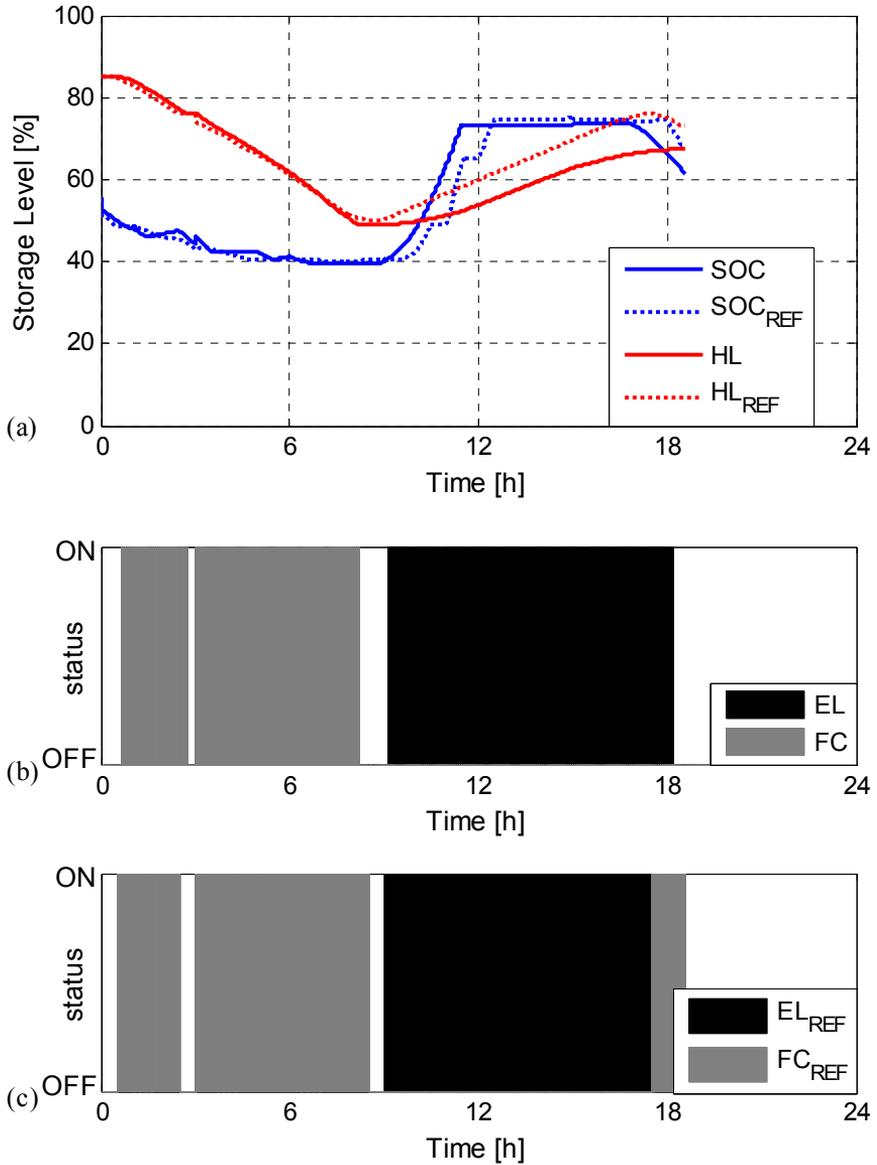 100
80
60
40
20
0
Storage Level [%]
SOC
SOC_REF
HL
HL_REF
(a)
0 6 12 18 24
Time [h]
ON
status
OFF
EL
FC
(b)
0 6 12 18 24
Time [h]
ON
status
OFF
EL_REF
FC_REF
(c)
0 6 12 18 24
Time [h]